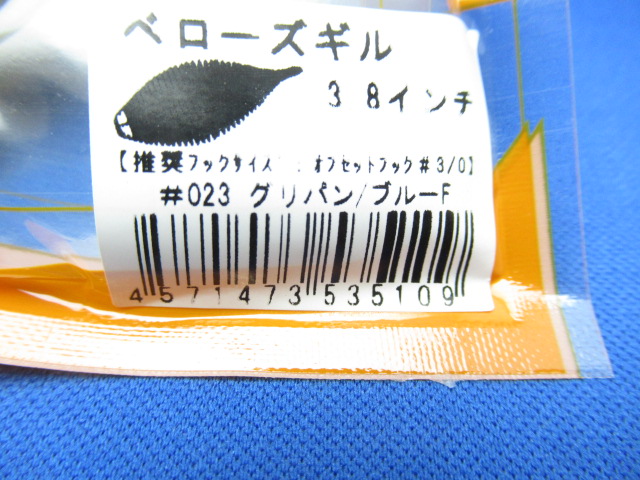 ベローズギル
3 8インチ
【推奨フックサイズ : オフセットフック#3/0】
#023 グリパン/ブルーF
4571473535109